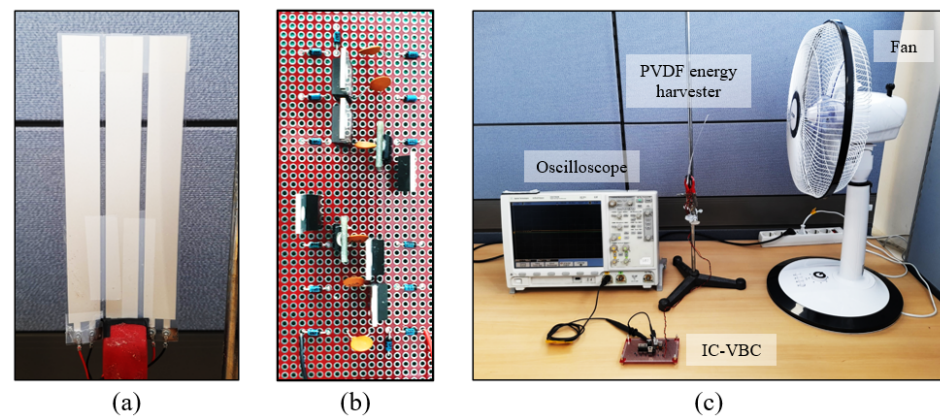 Fan
PVDF energy
harvester
Oscilloscope
IC-VBC
(a)
(b)
(c)